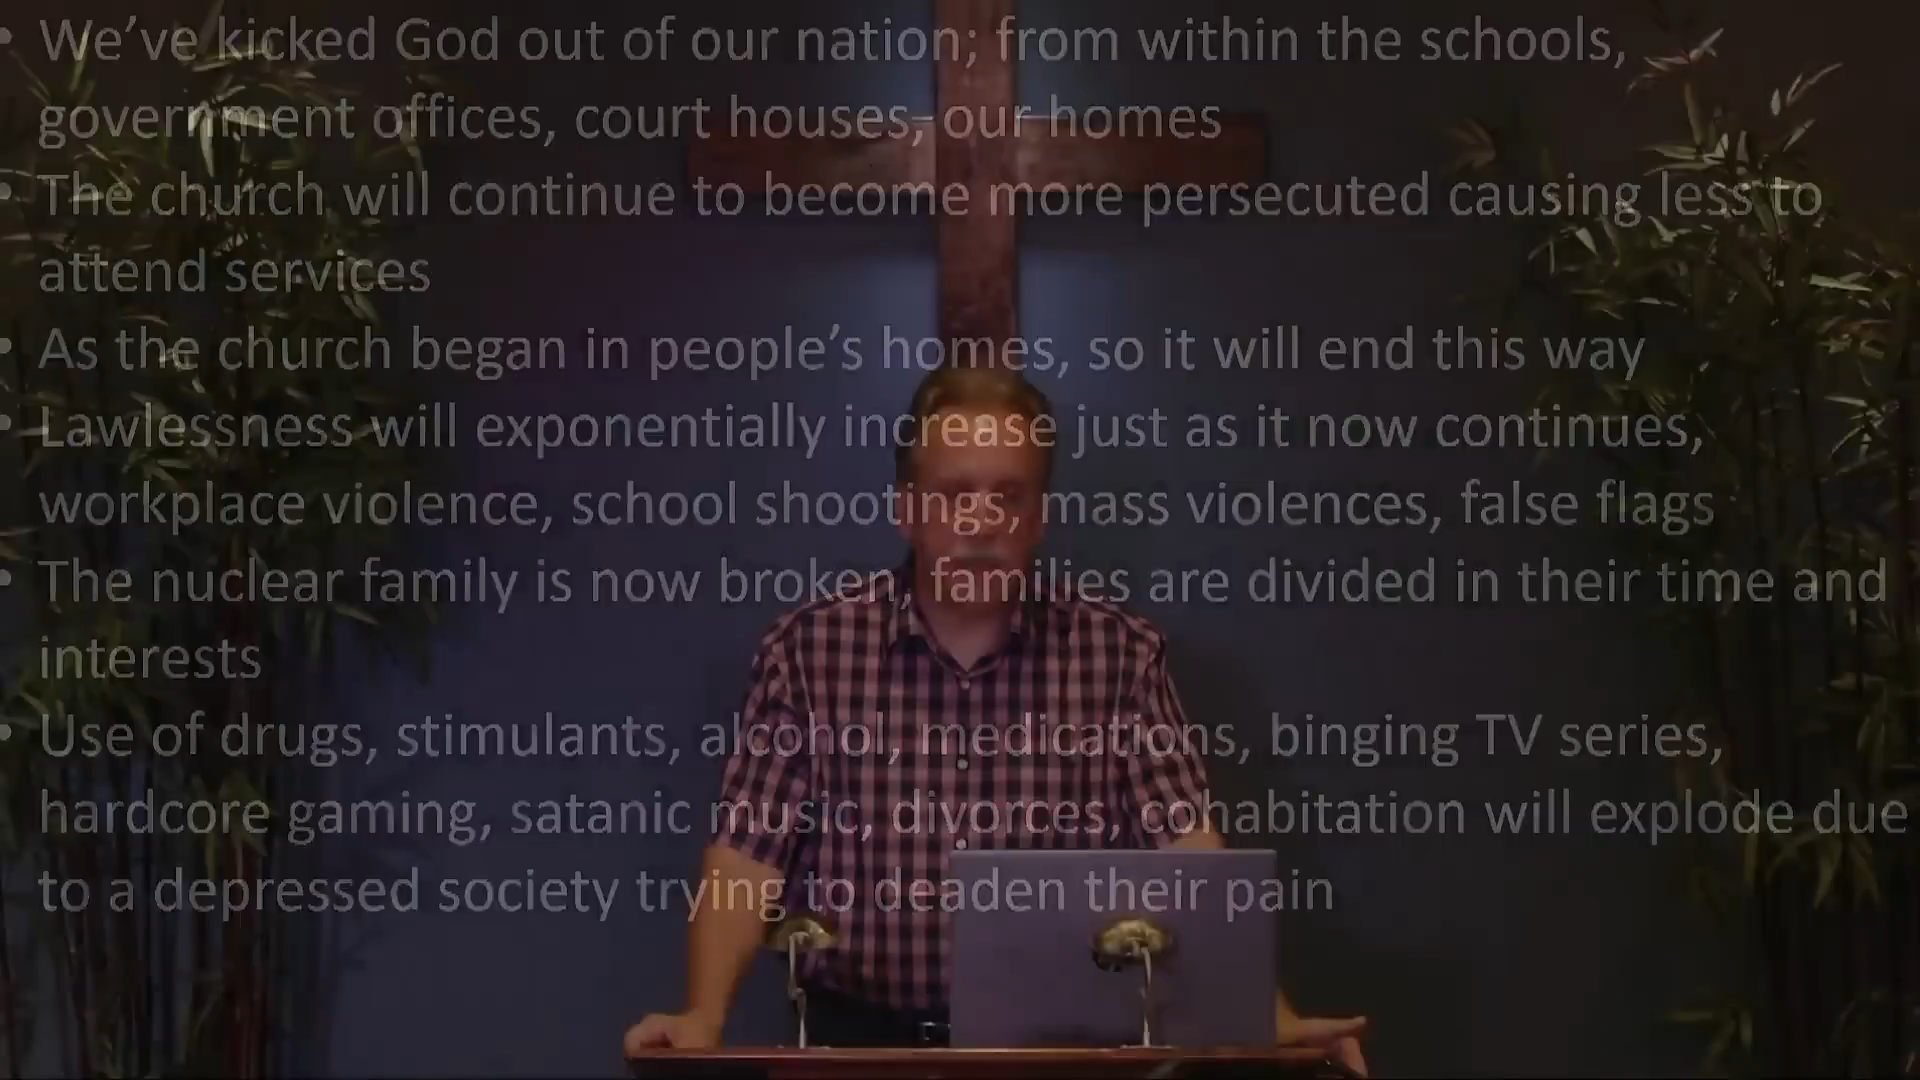 • We’ve kicked God out of our nation; from within the schools,
government offices, court houses, our homes
• The church will continue to become more persecuted causing less to
attend services
• As the church began in people’s homes, so it will end this way
• Lawlessness will exponentially increase just as it now continues,
workplace violence, school shootings, mass violences, false flags
• The nuclear family is now broken, families are divided in their time and
interests
• Use of drugs, stimulants, alcohol, medications, binging TV series,
hardcore gaming, satanic music, divorces, cohabitation will explode due
to a depressed society trying to deaden their pain